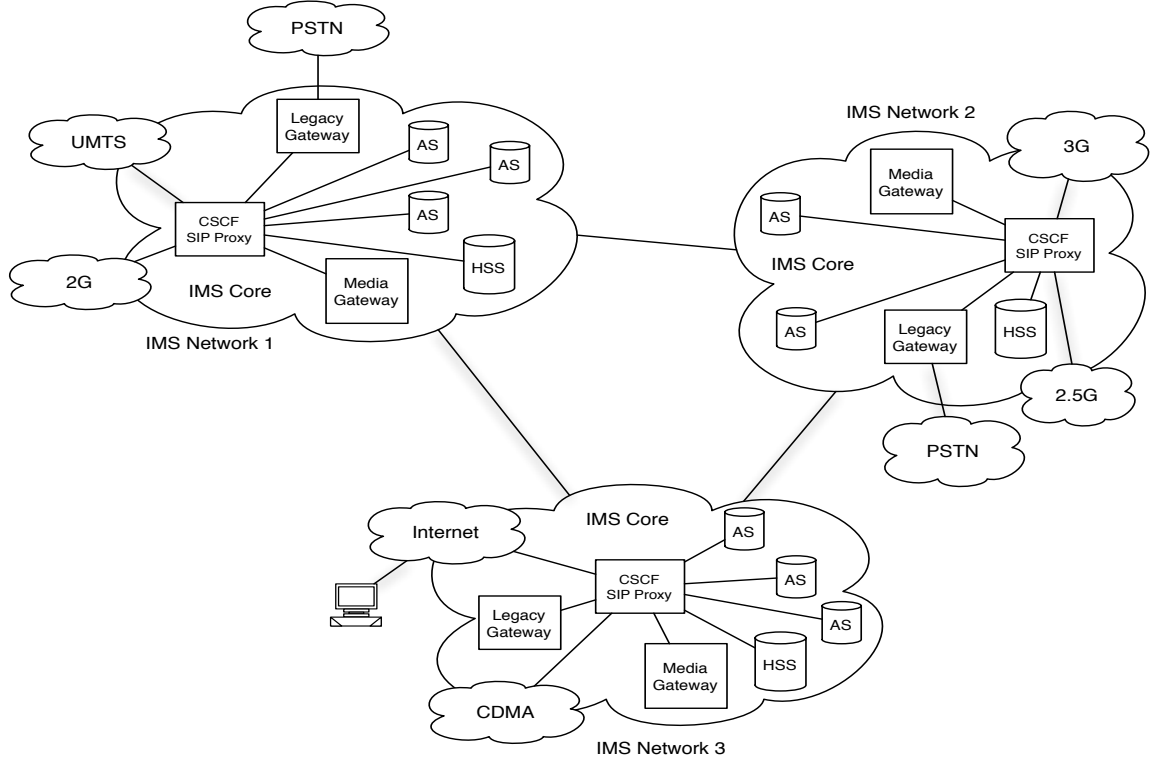 PSTN
Legacy
Gateway
UMTS
AS
AS
AS
CSCF
SIP Proxy
HSS
2G
IMS Core
Media
Gateway
IMS Network 1
IMS Network 2
3G
Media
Gateway
AS
CSCF
SIP Proxy
IMS Core
AS
Legacy
Gateway
HSS
2.5G
PSTN
Internet
IMS Core
AS
CSCF
SIP Proxy
AS
Legacy
Gateway
AS
Media
Gateway
HSS
CDMA
IMS Network 3